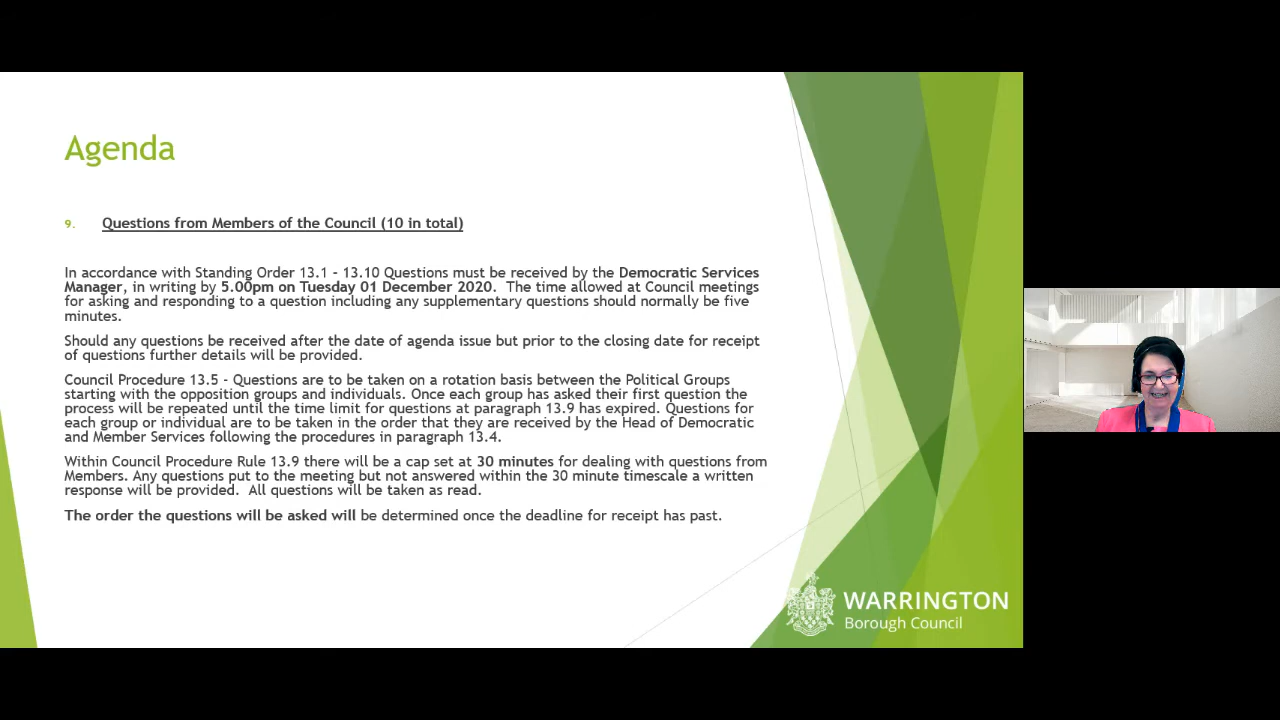 Agenda
9. Questions from Members of the Council (10 in total)
In accordance with Standing Order 13.1 - 13.10 Questions must be received by the Democratic Services
Manager, in writing by 5.00pm on Tuesday 01 December 2020. The time allowed at Council meetings
for asking and responding to a question including any supplementary questions should normally be five
minutes.
Should any questions be received after the date of agenda issue but prior to the closing date for receipt
of questions further details will be provided.
Council Procedure 13.5 - Questions are to be taken on a rotation basis between the Political Groups
starting with the opposition groups and individuals. Once each group has asked their first question the
process will be repeated until the time limit for questions at paragraph 13.9 has expired. Questions for
each group or individual are to be taken in the order that they are received by the Head of Democratic
and Member Services following the procedures in paragraph 13.4.
Within Council Procedure Rule 13.9 there will be a cap set at 30 minutes for dealing with questions from
Members. Any questions put to the meeting but not answered within the 30 minute timescale a written
response will be provided. All questions will be taken as read.
The order the questions will be asked will be determined once the deadline for receipt has past.
WARRINGTON
Borough Council